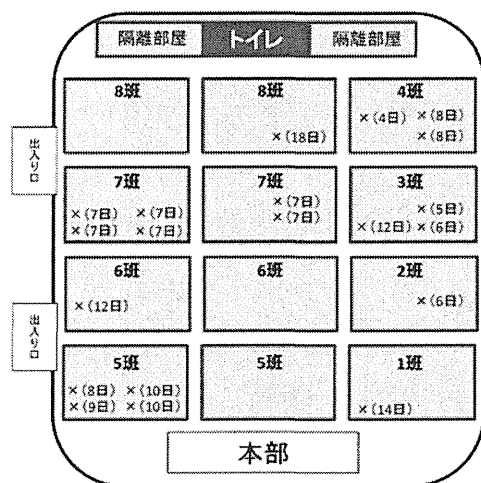 隔離部屋 トイレ 隔離部屋
8班 8班 4班
×(4日) ×(8日)
×(18日) ×(8日)
出入り口
7班 7班 3班
×(7日) ×(7日) ×(7日) ×(5日)
×(7日) ×(7日) ×(7日) ×(12日) ×(6日)
6班 6班 2班
×(12日) ×(6日)
出入り口
5班 5班 1班
×(8日) ×(10日)
×(9日) ×(10日) ×(14日)
本部